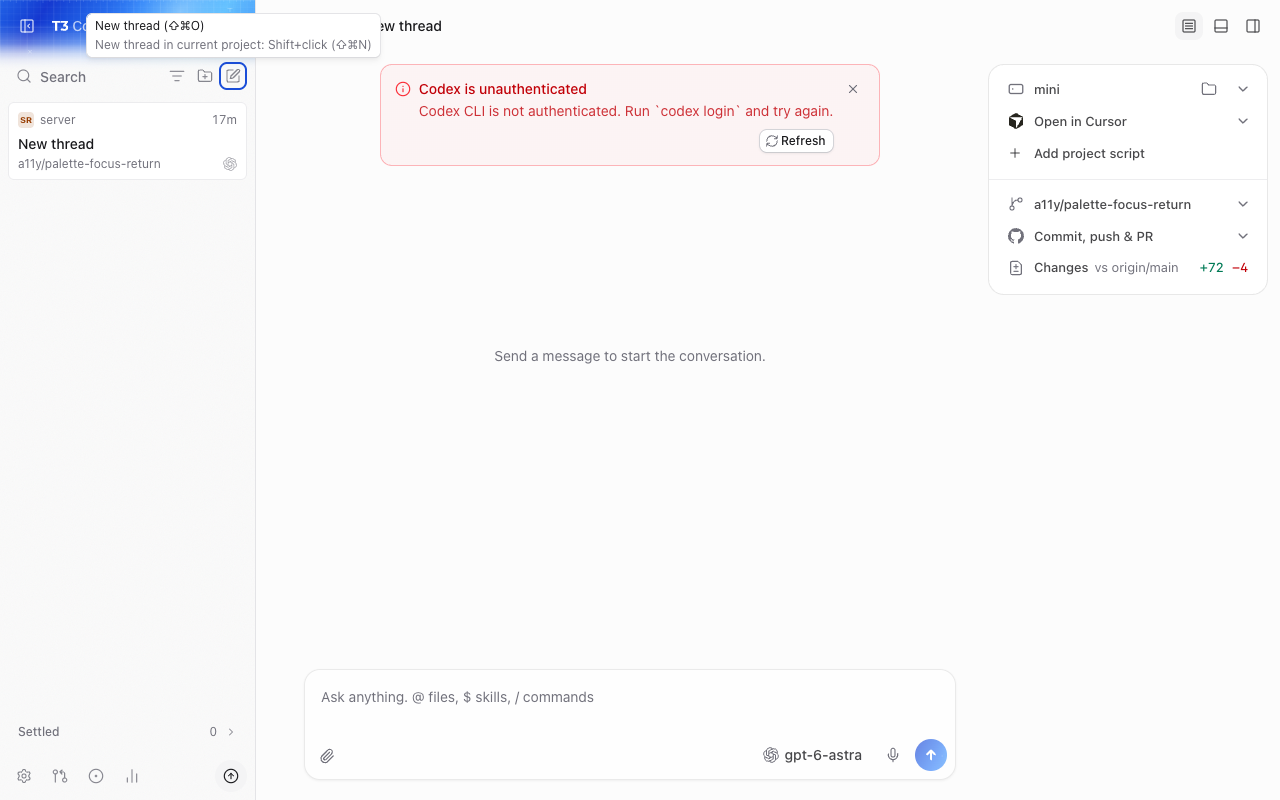 T3 Co
New thread (⇧⌘O)
New thread in current project: Shift+click (⇧⌘N)
ew thread
Search
SR server 17m
New thread
a11y/palette-focus-return
Codex is unauthenticated
Codex CLI is not authenticated. Run `codex login` and try again.
Refresh
mini
Open in Cursor
Add project script
a11y/palette-focus-return
Commit, push & PR
Changes vs origin/main +72 −4
Send a message to start the conversation.
Ask anything. @ files, $ skills, / commands
gpt-6-astra
Settled 0